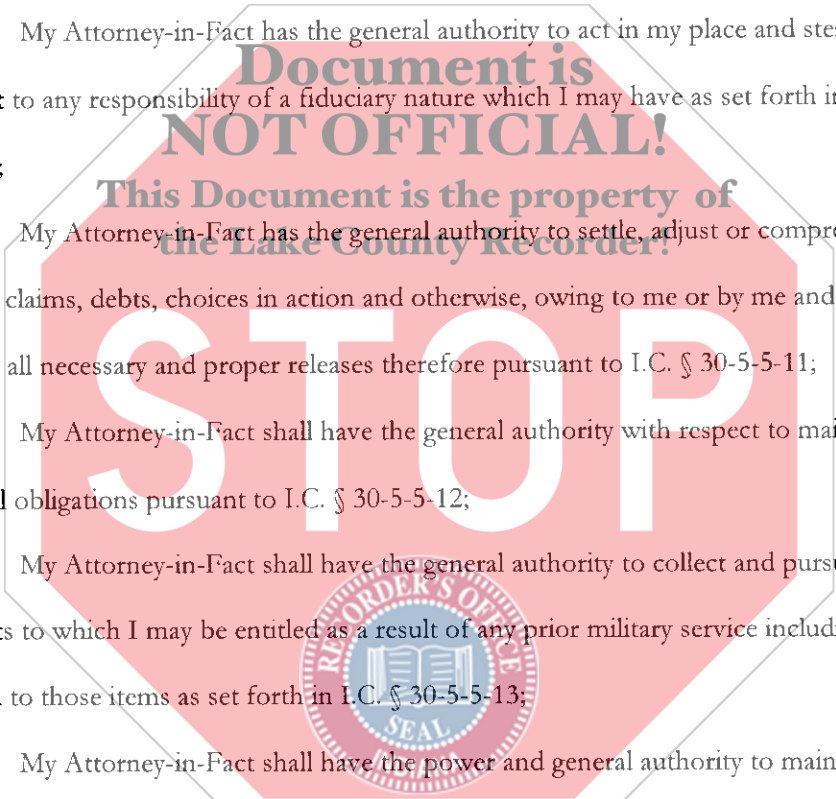 My Attorney-in-Fact has the general authority to act in my place and
Document is
to any responsibility of a fiduciary nature which I may have as set forth
NOT OFFICIAL!
;
This Document is the property of
My Attorney-in-Fact has the general authority to settle, adjust or
the Lake County Recorder!
claims, debts, choices in action and otherwise, owing to me or by me and
STOP
all necessary and proper releases therefore pursuant to I.C. § 30-5-5-11;
My Attorney-in-Fact shall have the general authority with respect to
obligations pursuant to I.C. § 30-5-5-12;
My Attorney-in-Fact shall have the general authority to collect and
to which I may be entitled as a result of any prior military service
RECORDER'S OFFICE
to those items as set forth in I.C. § 30-5-5-13;
SEAL
My Attorney-in-Fact shall have the power and general authority to